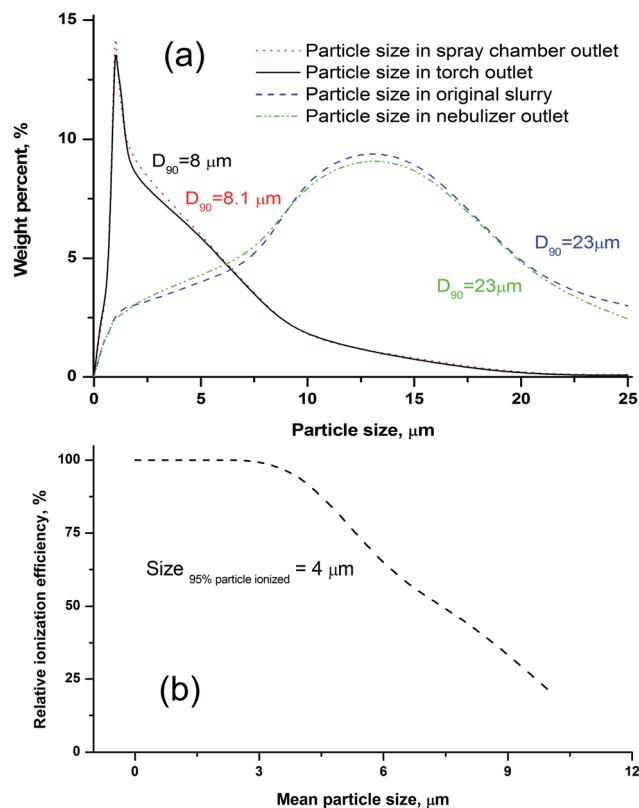 15
10
5
0
Weight percent, %
(a)
Particle size in spray chamber outlet
Particle size in torch outlet
Particle size in original slurry
Particle size in nebulizer outlet
D90=8 μm
D90=8.1 μm
D90=23μm
D90=23μm
0 5 10 15 20 25
Particle size, μm
100
75
50
25
0
Relative ionization efficiency, %
Size 95% particle ionized = 4 μm
(b)
0 3 6 9 12
Mean particle size, μm